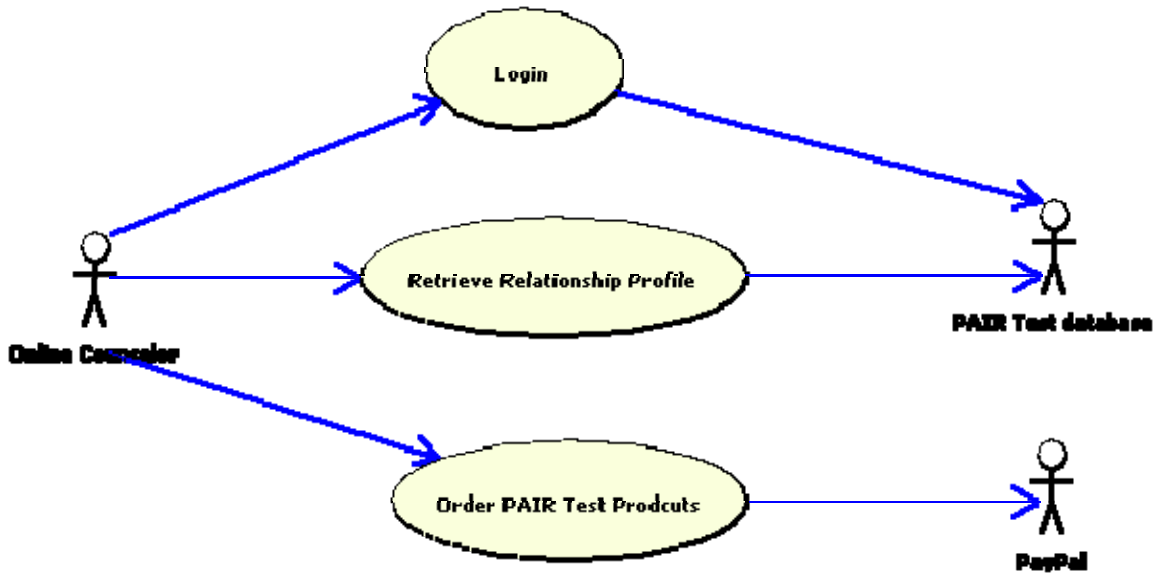 Login
Retrieve Relationship Profile
PAIR Test database
Online Counselor
Order PAIR Test Prodcuts
PayPal